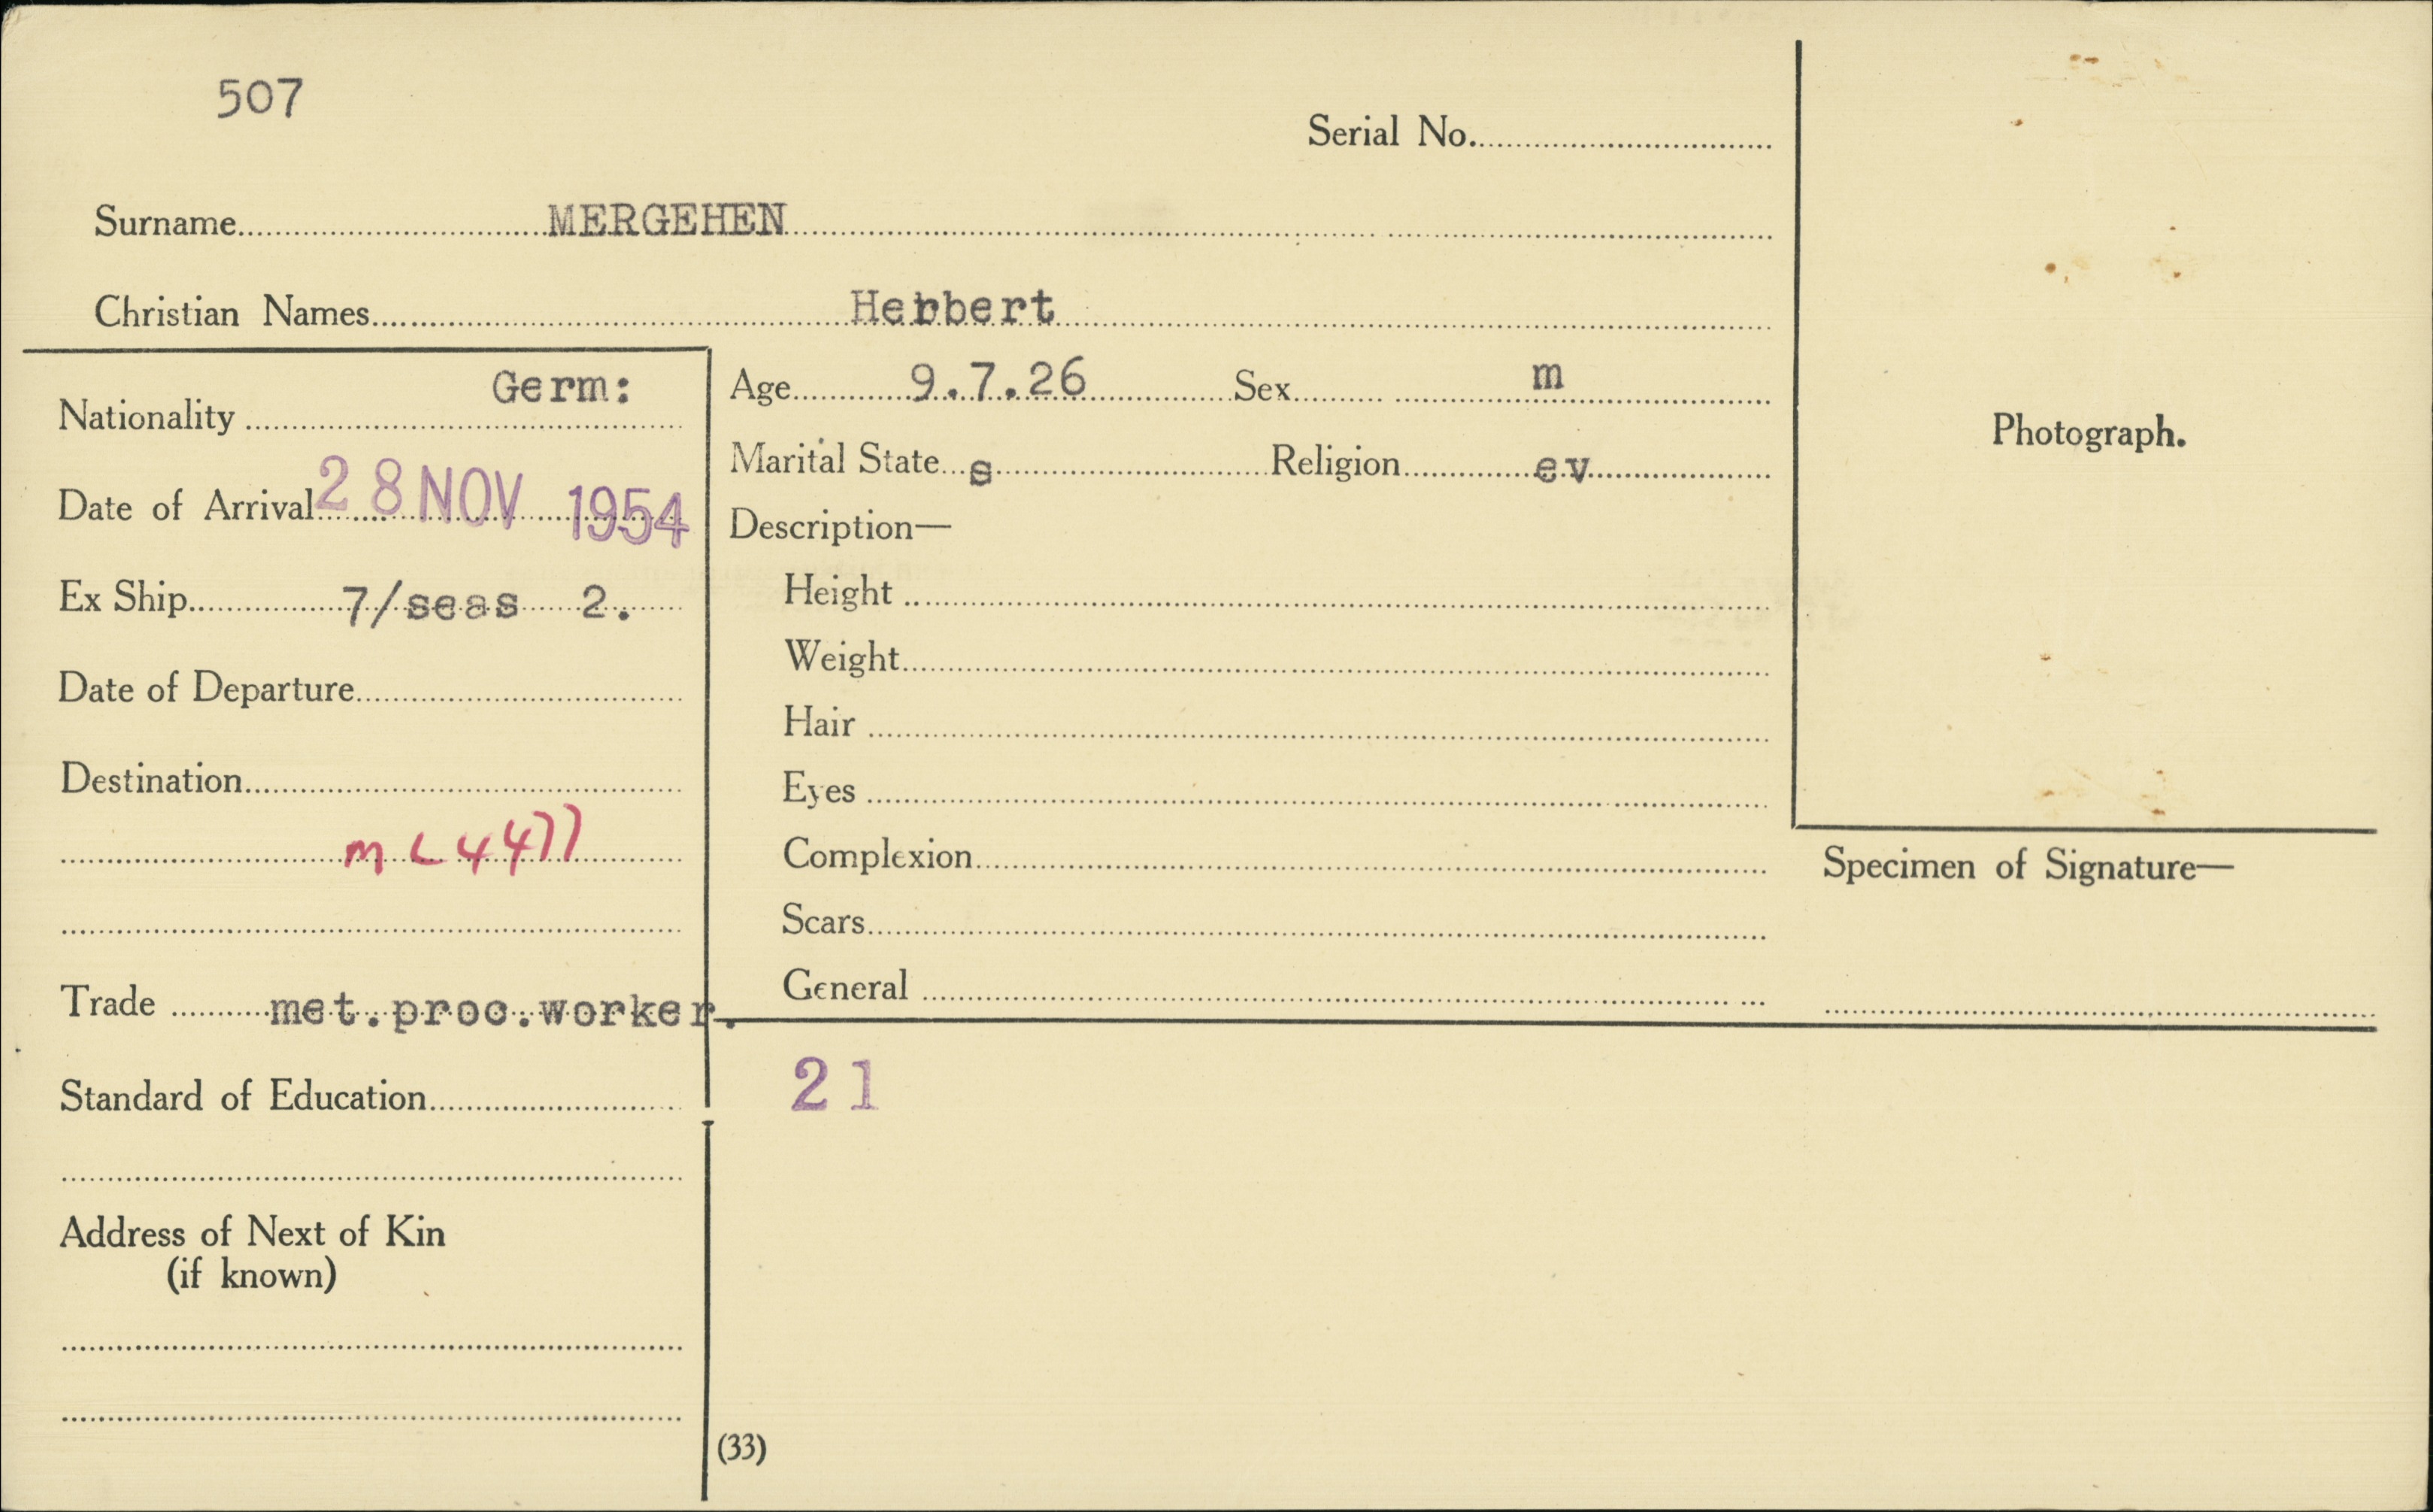 507
Serial No.
Surname MERGEHEN
Christian Names Herbert
Nationality Germ:
Date of Arrival 28 NOV 1954
Ex Ship 7/seas 2.
Date of Departure
Destination
m L 4477
Trade met.proc.worker.
Standard of Education
Address of Next of Kin
(if known)
Age 9.7.26 Sex m
Marital State s Religion ev
Description—
Height
Weight
Hair
Eyes
Complexion
Scars
General
21
(33)
Photograph.
Specimen of Signature—